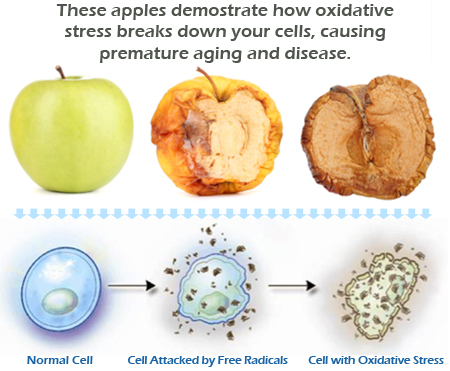 These apples demostrate how oxidative
stress breaks down your cells, causing
premature aging and disease.
Normal Cell
Cell Attacked by Free Radicals
Cell with Oxidative Stress